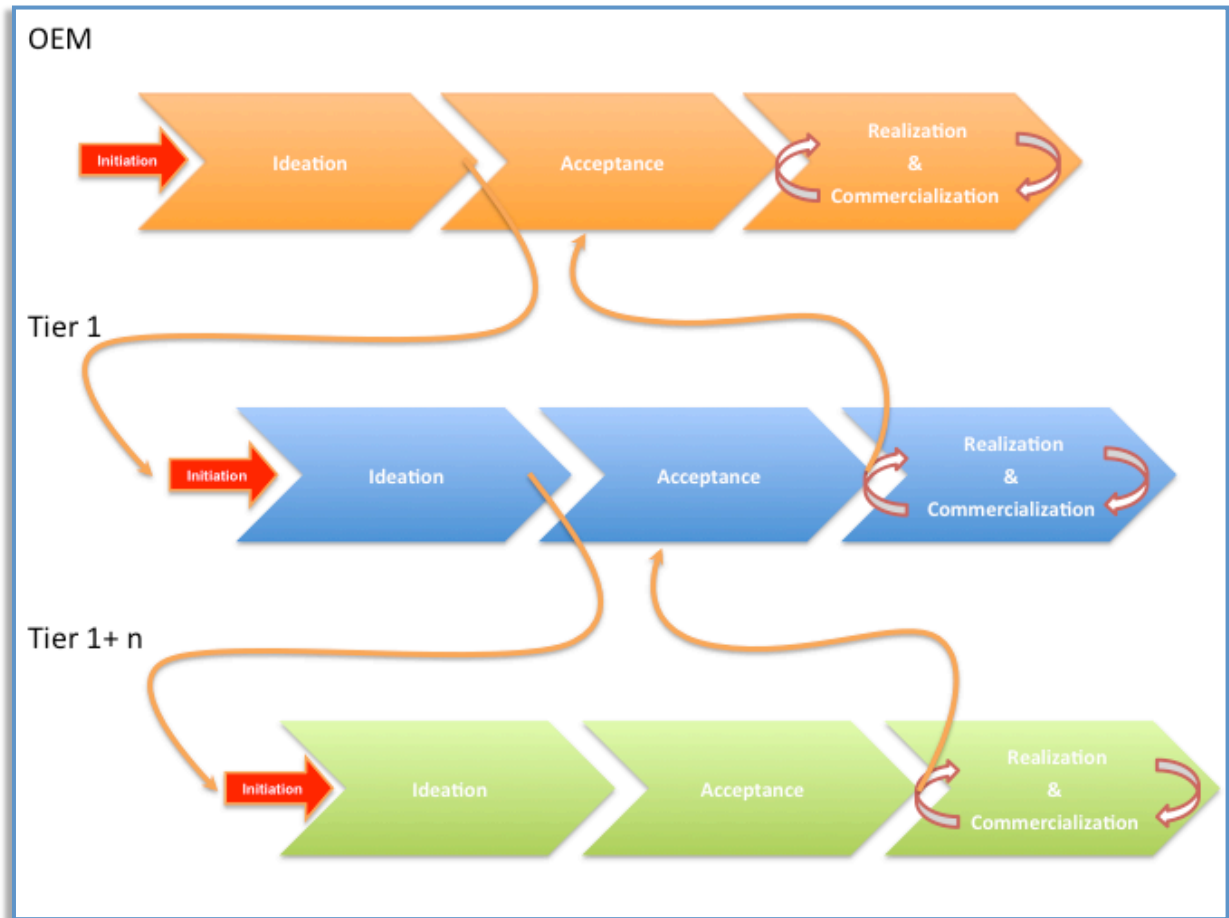 OEM
Initiation
Ideation
Acceptance
Realization
&
Commercialization
Tier 1
Initiation
Ideation
Acceptance
Realization
&
Commercialization
Tier 1+ n
Initiation
Ideation
Acceptance
Realization
&
Commercialization